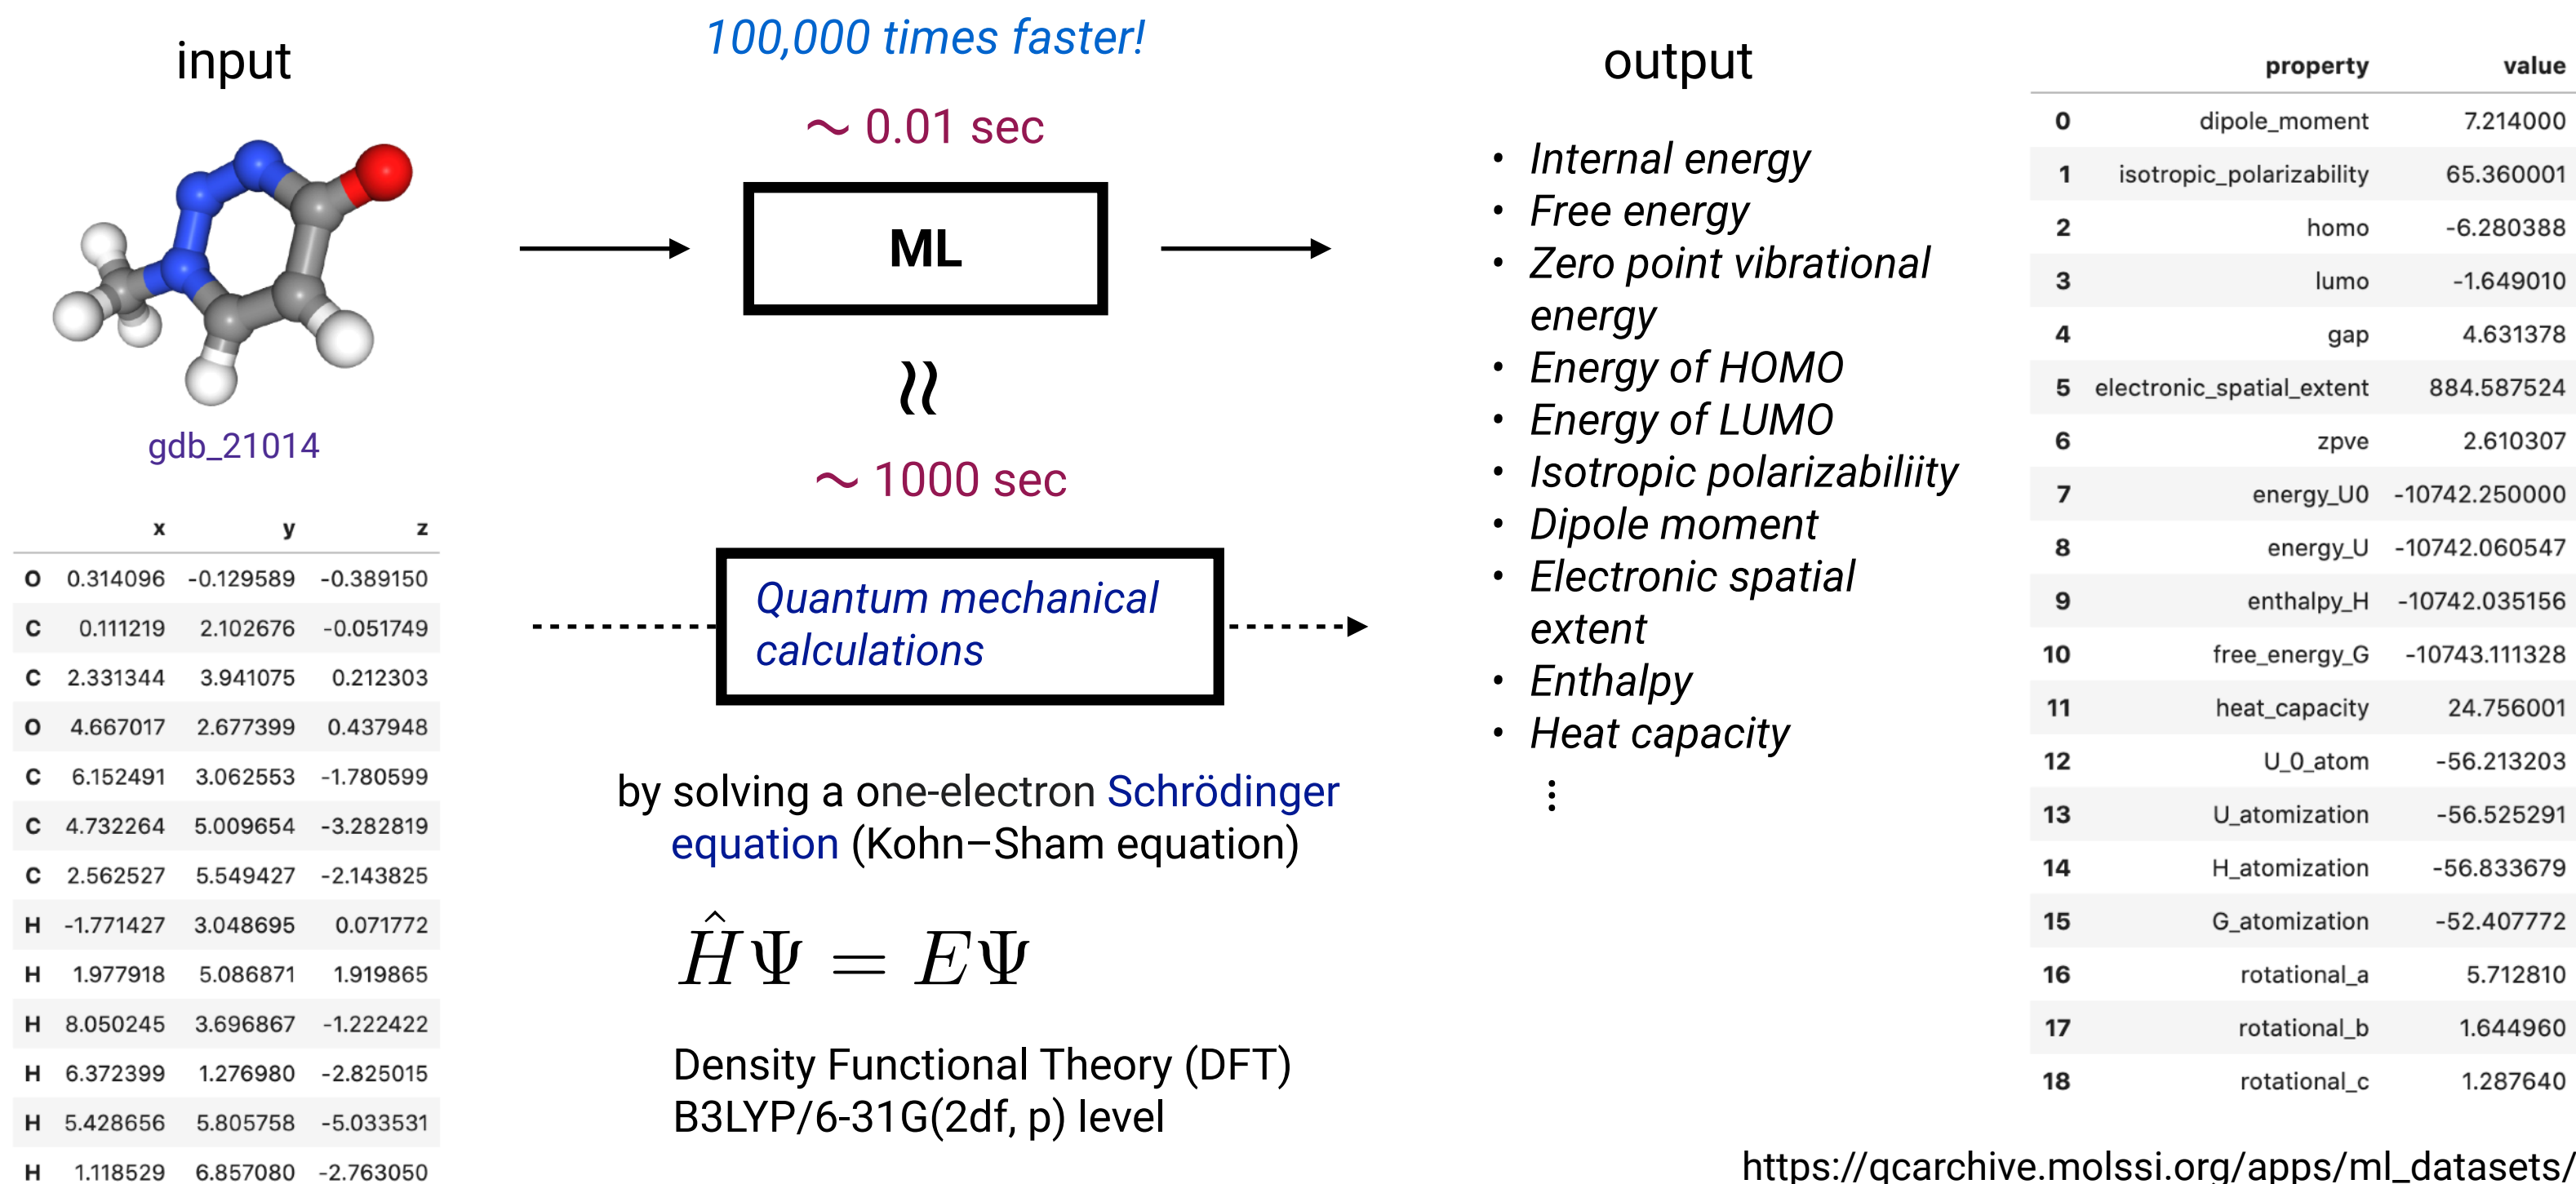 input
gdb_21014
x y z
O 0.314096 -0.129589 -0.389150
C 0.111219 2.102676 -0.051749
C 2.331344 3.941075 0.212303
O 4.667017 2.677399 0.437948
C 6.152491 3.062553 -1.780599
C 4.732264 5.009654 -3.282819
C 2.562527 5.549427 -2.143825
H -1.771427 3.048695 0.071772
H 1.977918 5.086871 1.919865
H 8.050245 3.696867 -1.222422
H 6.372399 1.276980 -2.825015
H 5.428656 5.805758 -5.033531
H 1.118529 6.857080 -2.763050
100,000 times faster!
~ 0.01 sec
ML
≈
~ 1000 sec
Quantum mechanical
calculations
by solving a one-electron Schrödinger
equation (Kohn–Sham equation)
ĤΨ = EΨ
Density Functional Theory (DFT)
B3LYP/6-31G(2df, p) level
output
• Internal energy
• Free energy
• Zero point vibrational
energy
• Energy of HOMO
• Energy of LUMO
• Isotropic polarizabiliity
• Dipole moment
• Electronic spatial
extent
• Enthalpy
• Heat capacity
⋮
property value
0 dipole_moment 7.214000
1 isotropic_polarizability 65.360001
2 homo -6.280388
3 lumo -1.649010
4 gap 4.631378
5 electronic_spatial_extent 884.587524
6 zpve 2.610307
7 energy_U0 -10742.250000
8 energy_U -10742.060547
9 enthalpy_H -10742.035156
10 free_energy_G -10743.111328
11 heat_capacity 24.756001
12 U_0_atom -56.213203
13 U_atomization -56.525291
14 H_atomization -56.833679
15 G_atomization -52.407772
16 rotational_a 5.712810
17 rotational_b 1.644960
18 rotational_c 1.287640
https://qcarchive.molssi.org/apps/ml_datasets/